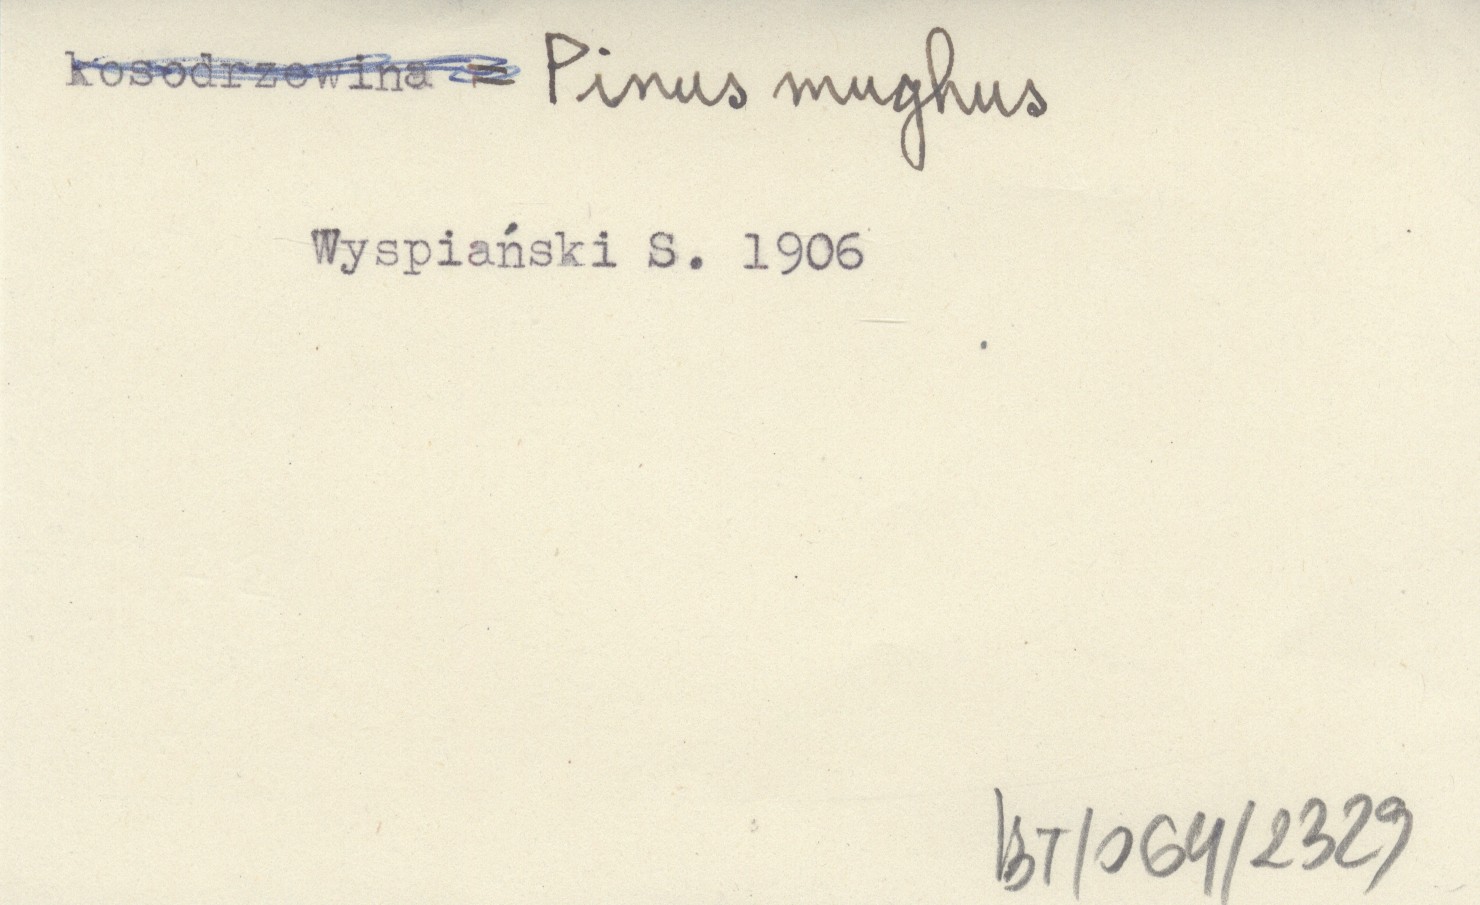 kosodrzewina = Pinus mughus
Wyspiański S. 1906
BT/064/2329